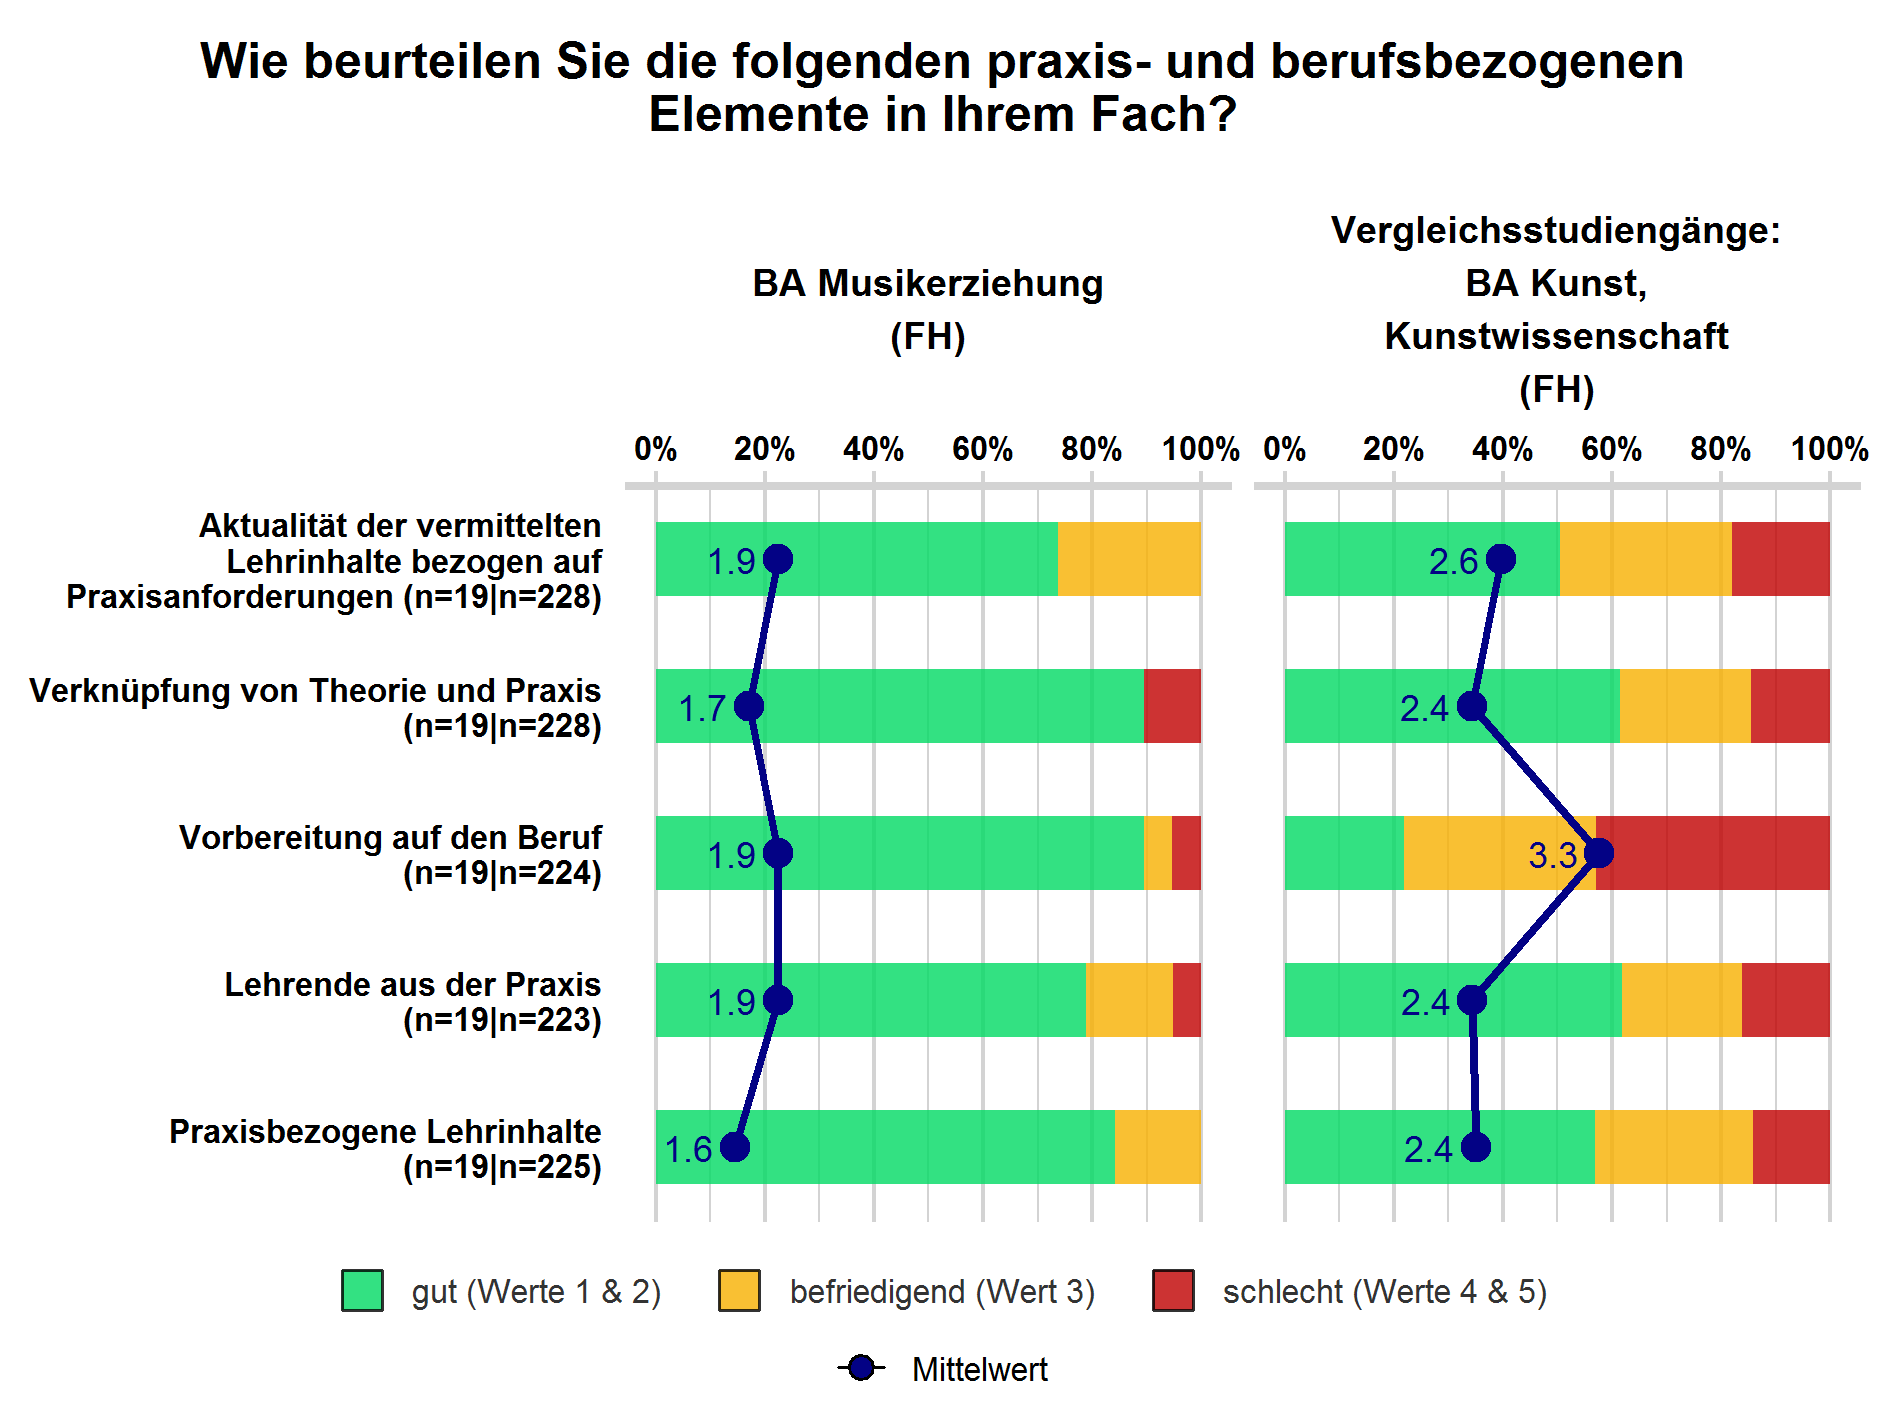 Wie beurteilen Sie die folgenden praxis- und berufsbezogenen
Elemente in Ihrem Fach?
BA Musikerziehung
(FH)
Vergleichsstudiengänge:
BA Kunst,
Kunstwissenschaft
(FH)
0% 20% 40% 60% 80% 100% 0% 20% 40% 60% 80% 100%
Aktualität der vermittelten
Lehrinhalte bezogen auf
Praxisanforderungen (n=19|n=228)
1.9 2.6
Verknüpfung von Theorie und Praxis
(n=19|n=228)
1.7 2.4
Vorbereitung auf den Beruf
(n=19|n=224)
1.9 3.3
Lehrende aus der Praxis
(n=19|n=223)
1.9 2.4
Praxisbezogene Lehrinhalte
(n=19|n=225)
1.6 2.4
gut (Werte 1 & 2) befriedigend (Wert 3) schlecht (Werte 4 & 5)
Mittelwert